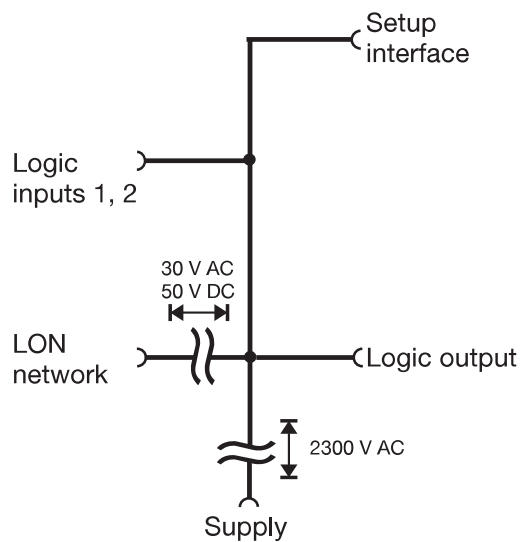 Setup
interface
Logic
inputs 1, 2
30 V AC
50 V DC
LON
network
Logic output
2300 V AC
Supply